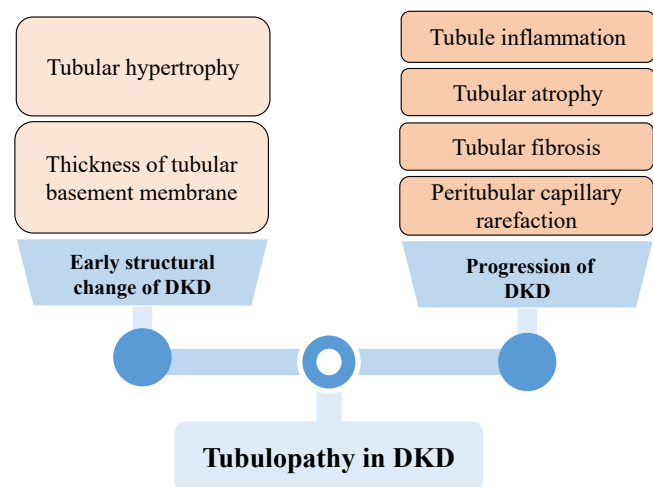 Tubular hypertrophy
Thickness of tubular
basement membrane
Early structural
change of DKD
Tubule inflammation
Tubular atrophy
Tubular fibrosis
Peritubular capillary
rarefaction
Progression of
DKD
Tubulopathy in DKD